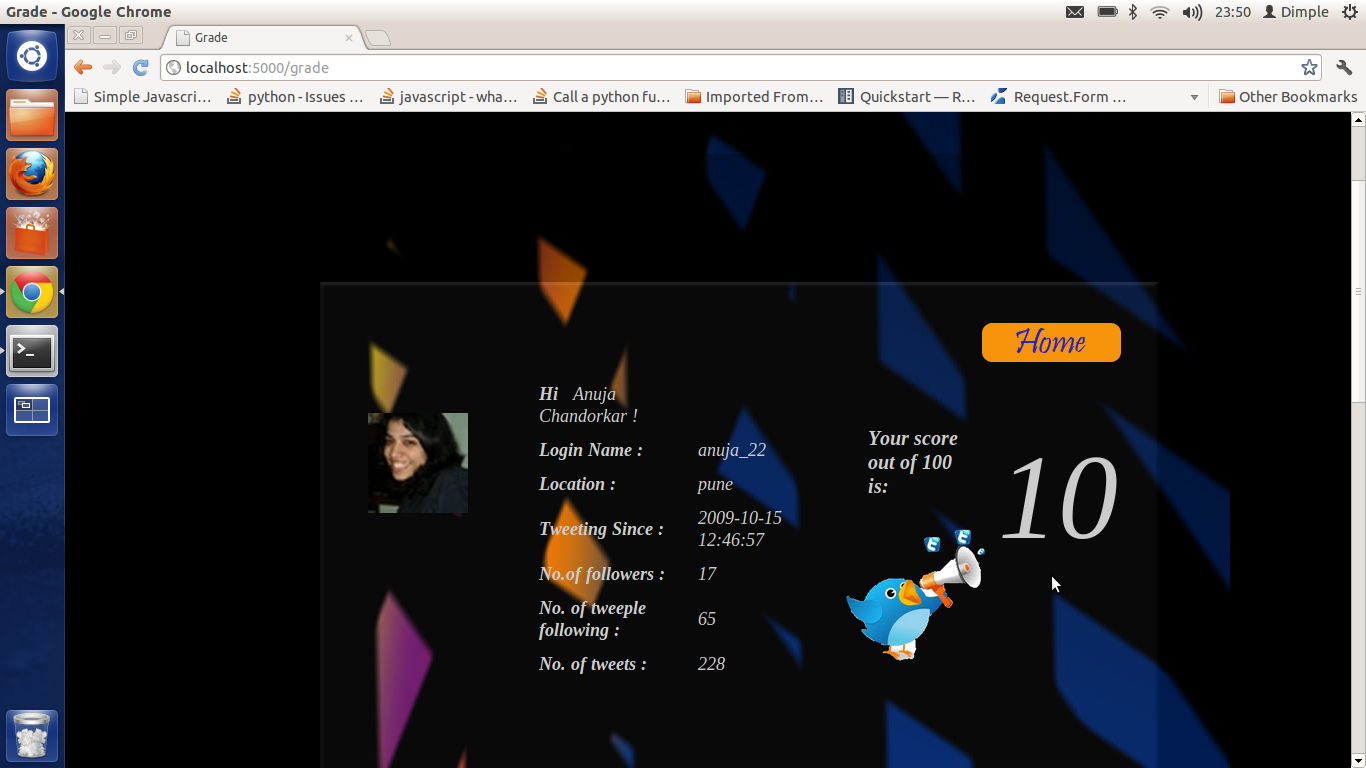 Grade - Google Chrome
23:50
Dimple
Grade
localhost:5000/grade
Simple Javascri...
python - Issues ...
javascript - wha...
Call a python fu...
Imported From...
Quickstart — R...
Request.Form ...
Other Bookmarks
Home
Hi Anuja
Chandorkar !
Login Name : anuja_22
Location : pune
Tweeting Since : 2009-10-15
12:46:57
No.of followers : 17
No. of tweeple
following : 65
No. of tweets : 228
Your score
out of 100
is:
10